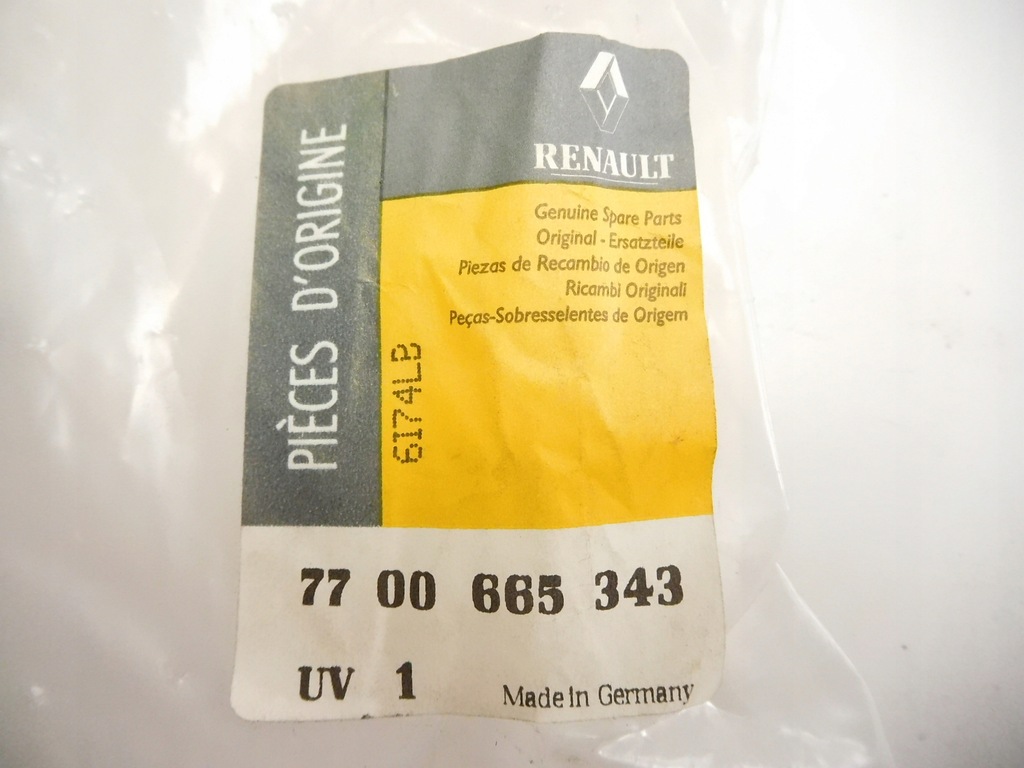 RENAULT
PIÈCES D'ORIGINE
Genuine Spare Parts
Original - Ersatzteile
Piezas de Recambio de Origen
Ricambi Originali
Peças-Sobresselentes de Origem
6174LB
77 00 665 343
UV 1 Made in Germany